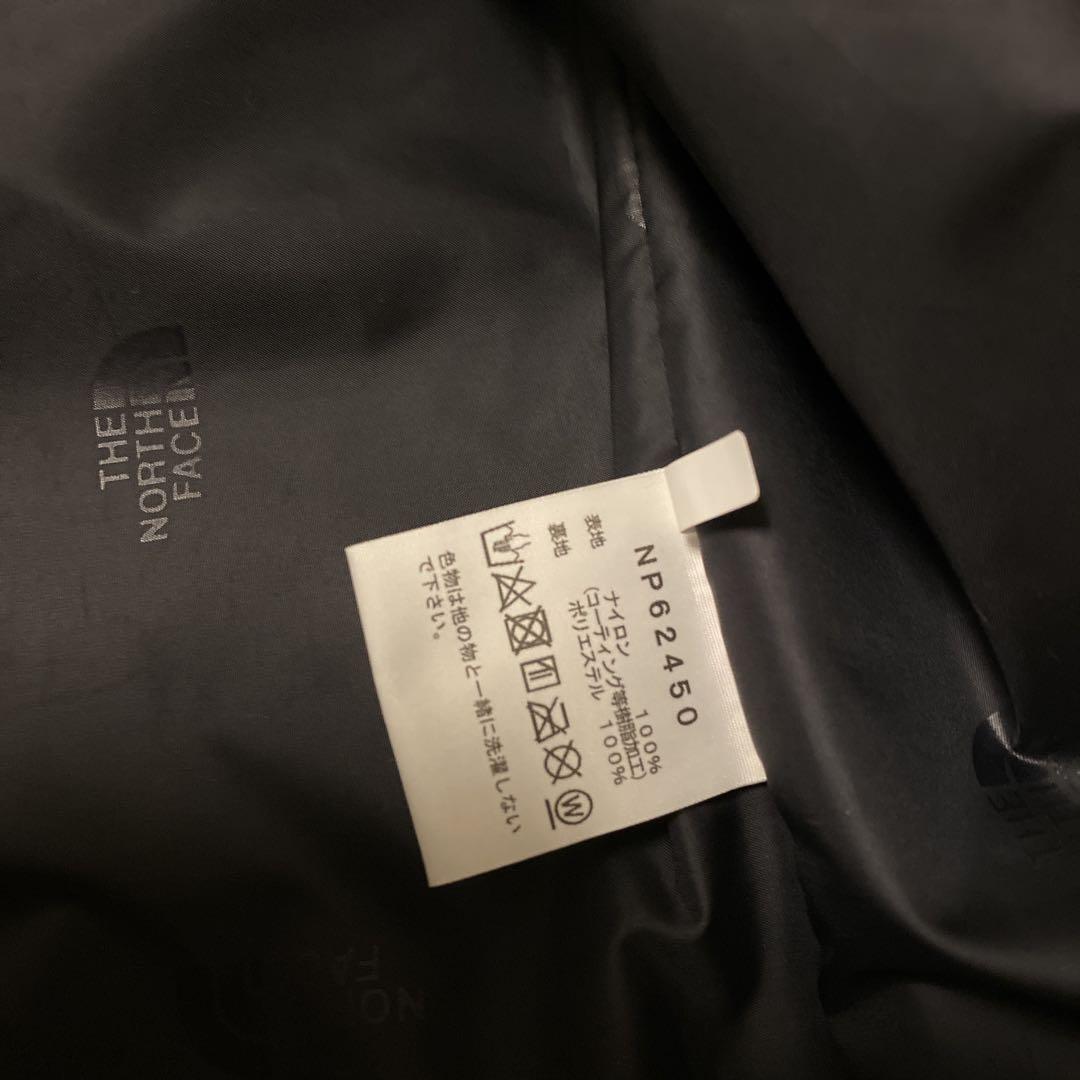 THE
NORTH
FACE
NP62450
表地 ナイロン 100%
(コーティング等樹脂加工)
裏地 ポリエステル 100%
W
色物は他の物と一緒に洗濯しない
で下さい。